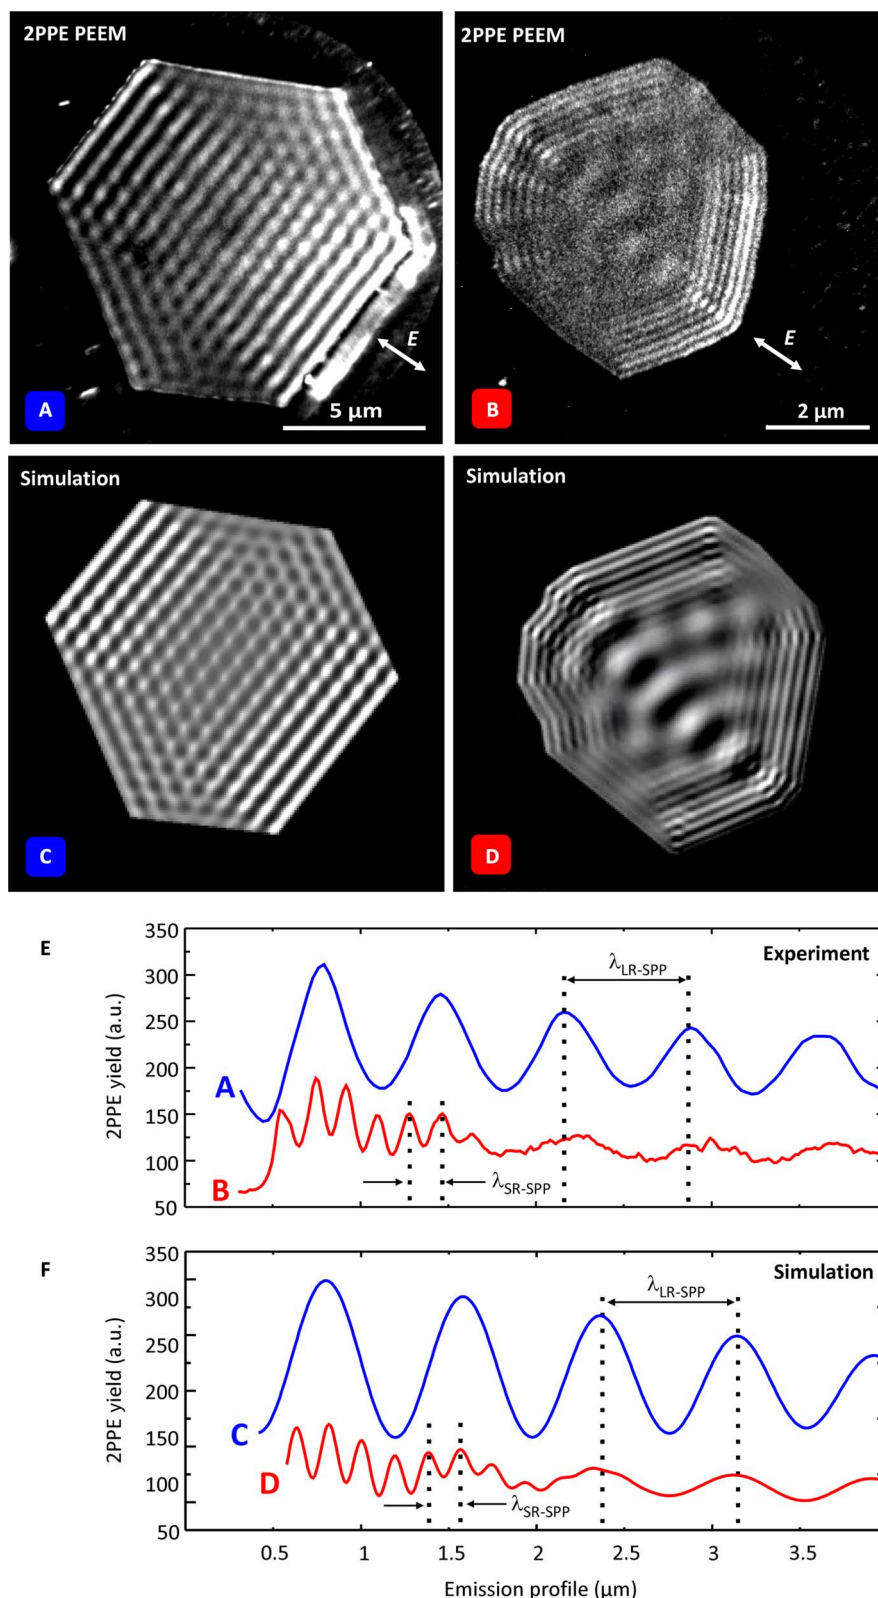 2PPE PEEM
2PPE PEEM
E
E
A
5 μm
B
2 μm
Simulation
Simulation
C
D
E
350
Experiment
300
λLR-SPP
250
200
A
150
100
B
λSR-SPP
50
2PPE yield (a.u.)
F
350
Simulation
300
λLR-SPP
250
200
C
150
100
D
λSR-SPP
50
2PPE yield (a.u.)
0.5 1 1.5 2 2.5 3 3.5
Emission profile (μm)